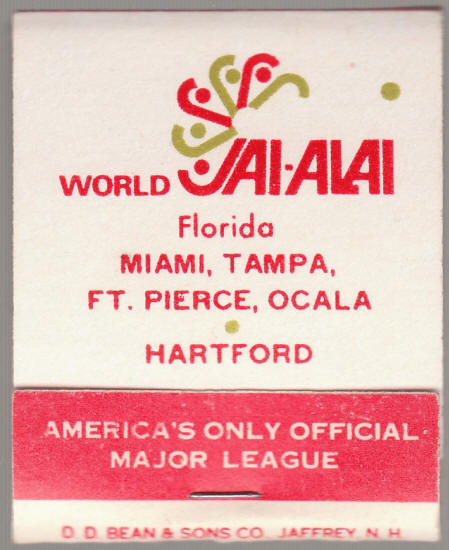 WORLD JAI·ALAI
Florida
MIAMI, TAMPA,
FT. PIERCE, OCALA
HARTFORD
AMERICA'S ONLY OFFICIAL
MAJOR LEAGUE
D. D. BEAN & SONS CO. JAFFREY, N. H.